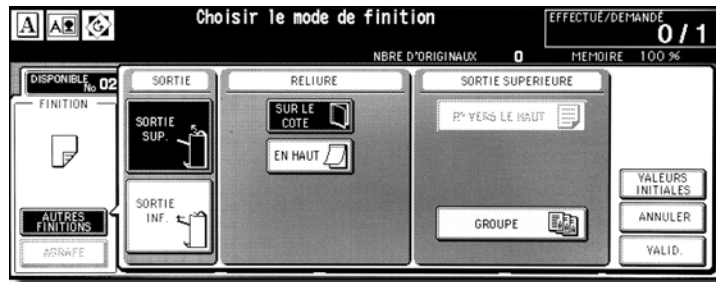 A A Choisir le mode de finition EFFECTUÉ/DEMANDÉ
0/1
NBRE D'ORIGINAUX 0 MEMOIRE 100 %
DISPONIBLE No 02 SORTIE RELIURE SORTIE SUPERIEURE
FINITION
SORTIE
SUP.
SUR LE
COTE
VERS LE HAUT
EN HAUT
SORTIE
INF.
VALEURS
INITIALES
AUTRES
FINITIONS
GROUPE
ANNULER
AGRAFE
VALID.